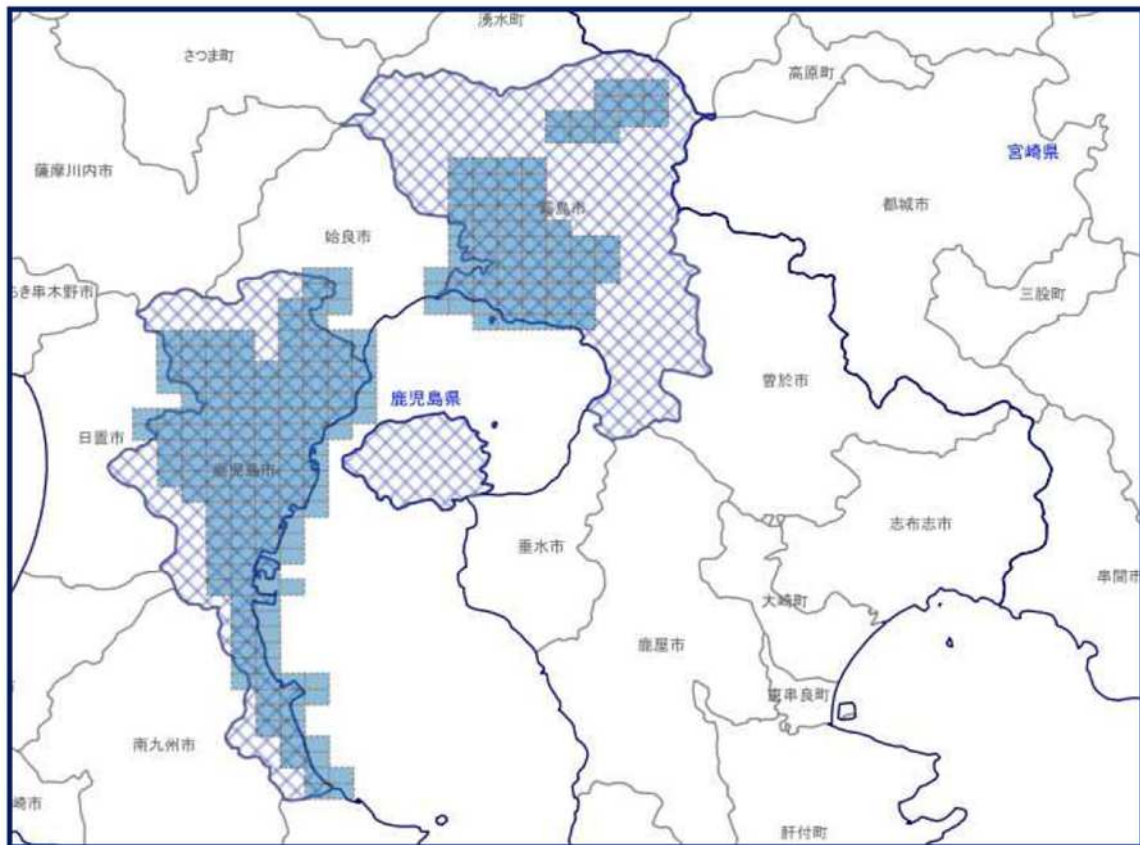 湧水町
さつま町
高原町
宮崎県
薩摩川内市
霧島市
都城市
姶良市
き串木野市
三股町
曽於市
鹿児島県
日置市
鹿児島市
志布志市
垂水市
串間市
大崎町
鹿屋市
東串良町
南九州市
崎市
肝付町